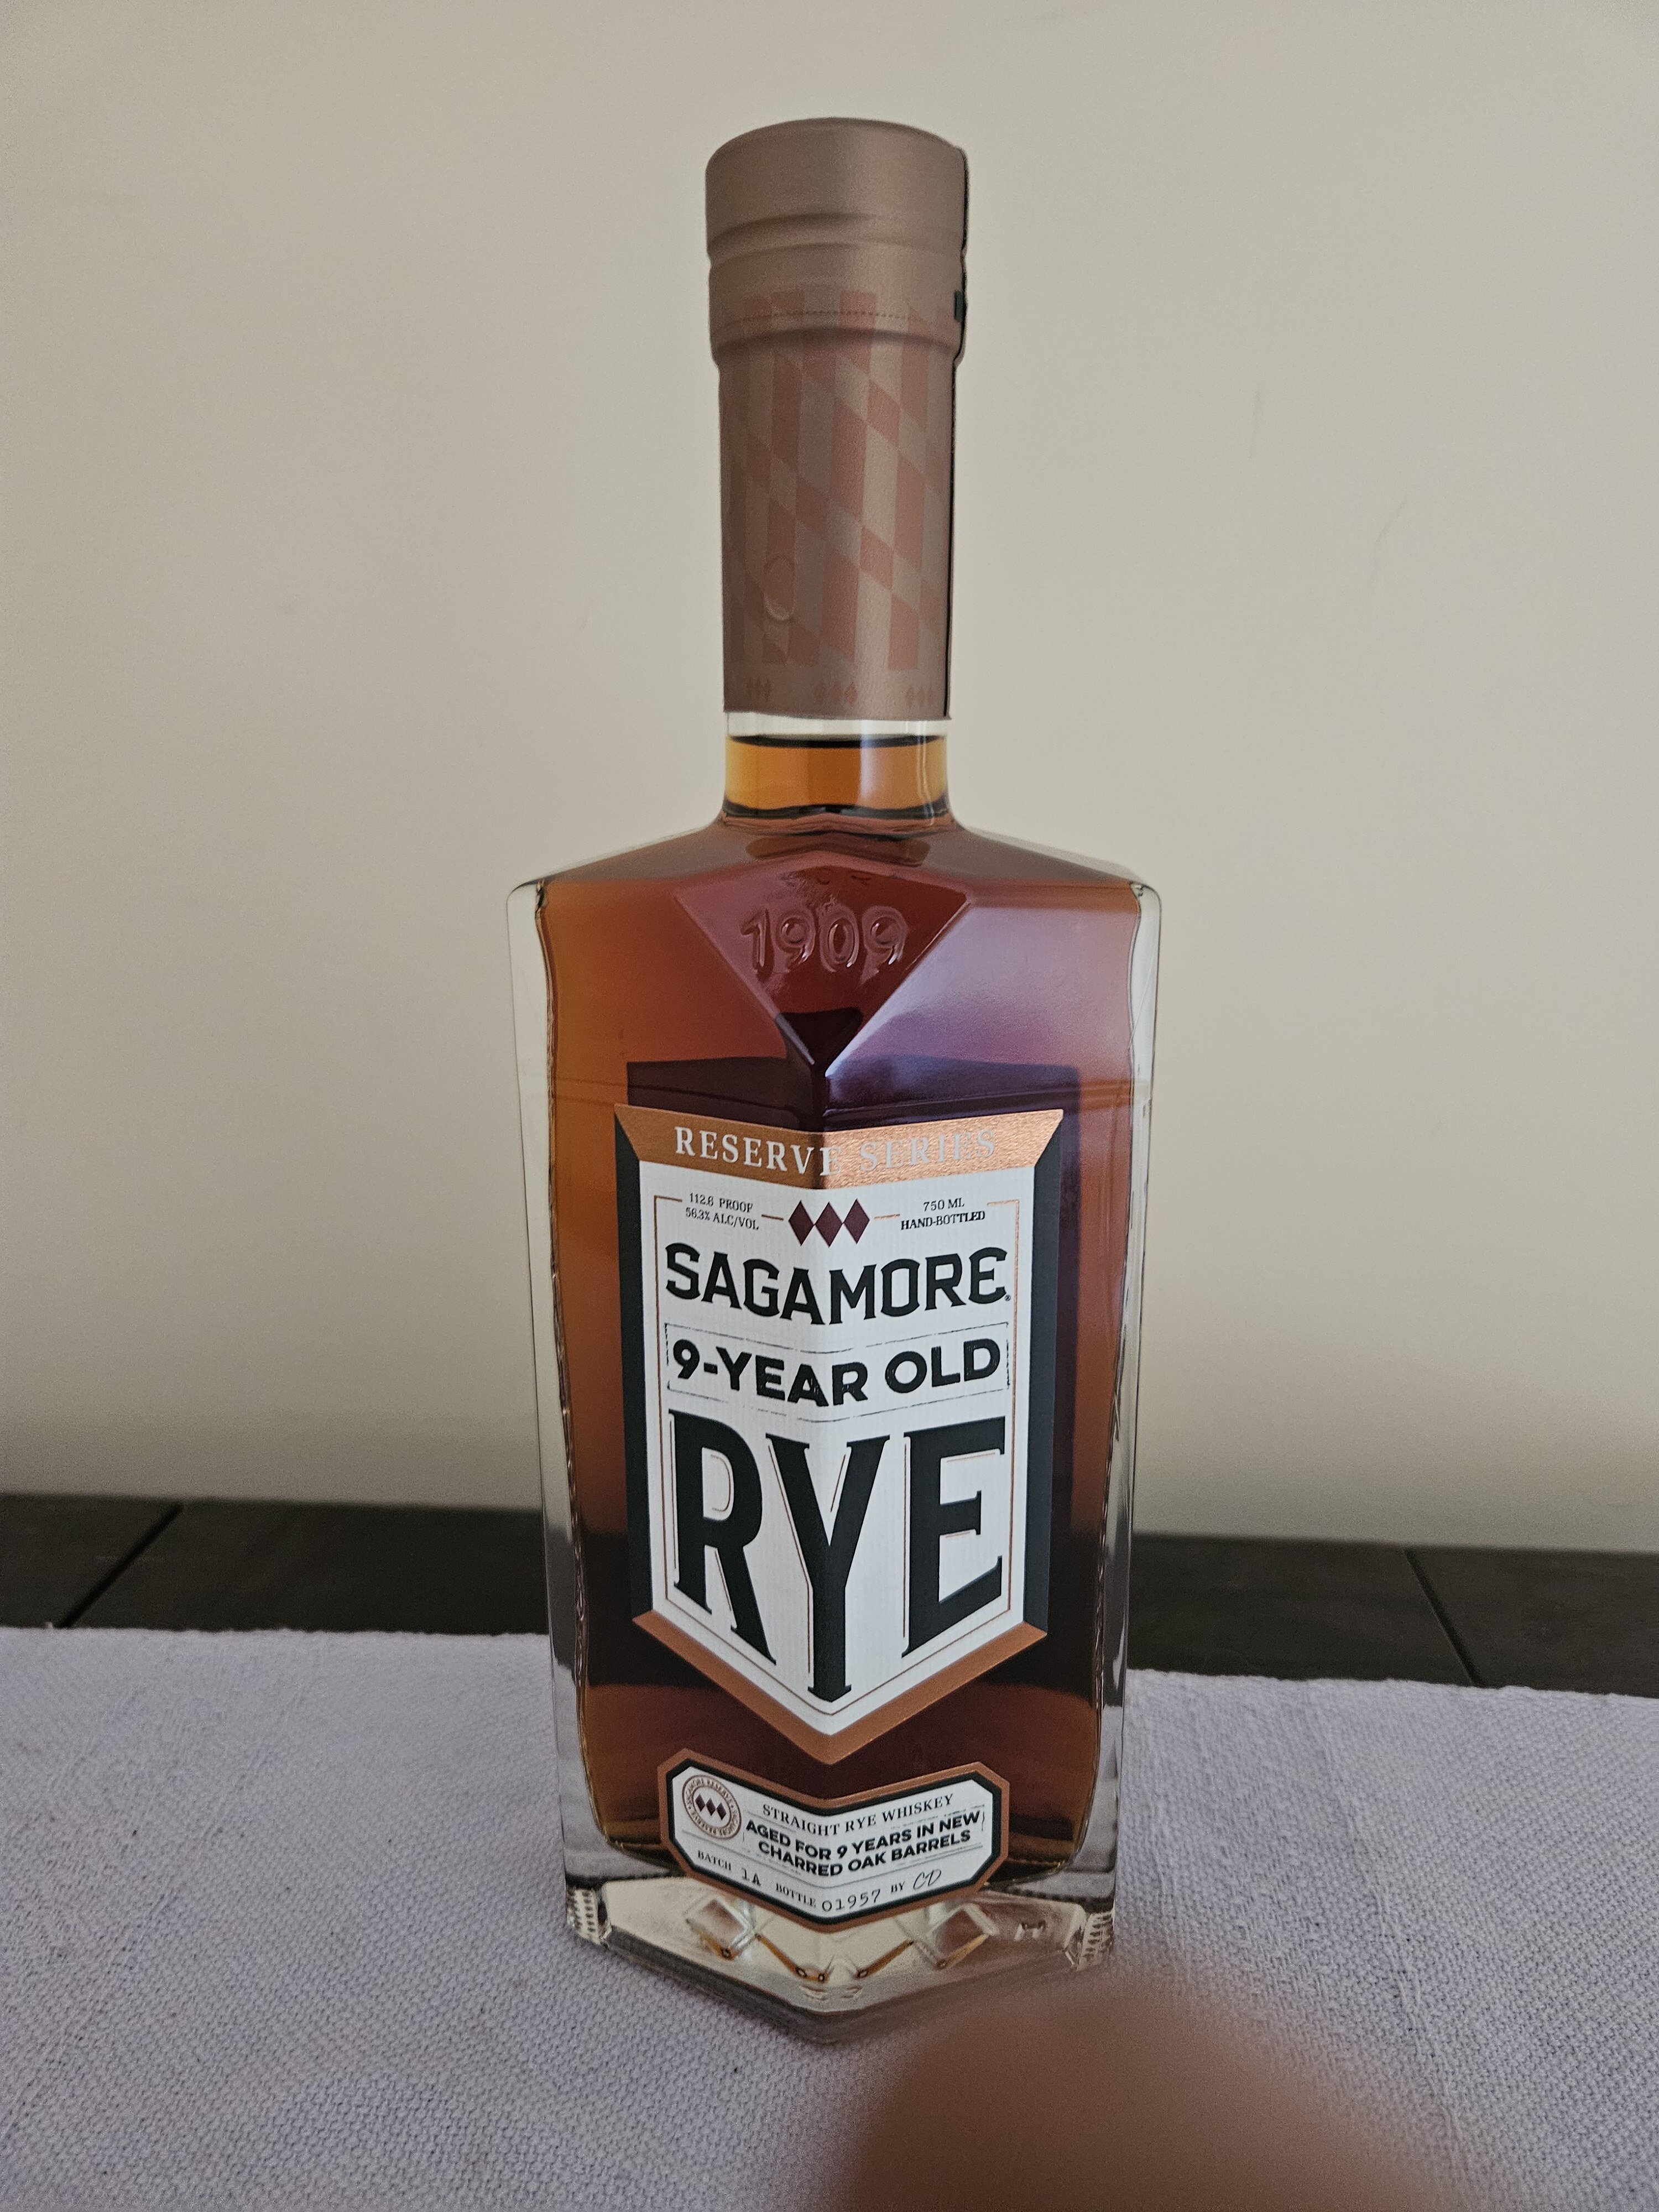 1909
RESERVE SERIES
112.6 PROOF
56.3% ALC/VOL
750 ML
HAND-BOTTLED
SAGAMORE®
9-YEAR OLD
RYE
STRAIGHT RYE WHISKEY
AGED FOR 9 YEARS IN NEW
CHARRED OAK BARRELS
BATCH 1A BOTTLE 01957 BY CD